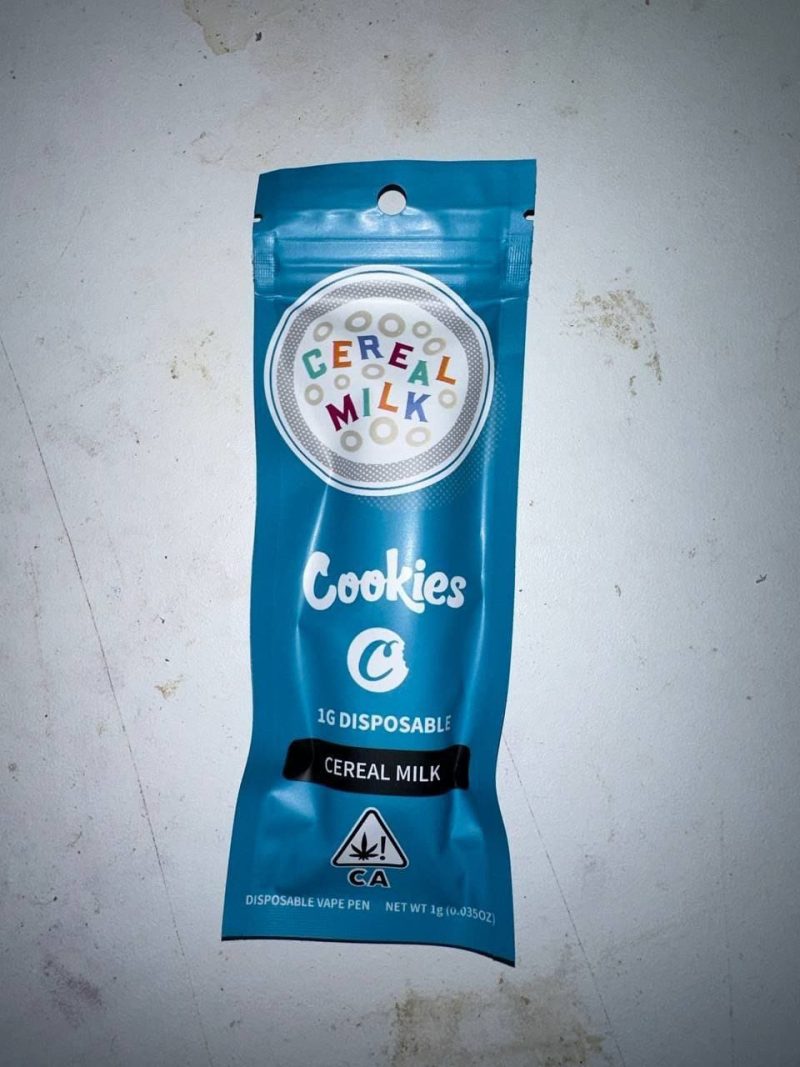 CEREAL
MILK
Cookies
C
1G DISPOSABLE
CEREAL MILK
!
CA
DISPOSABLE VAPE PEN NET WT 1g (0.035OZ)